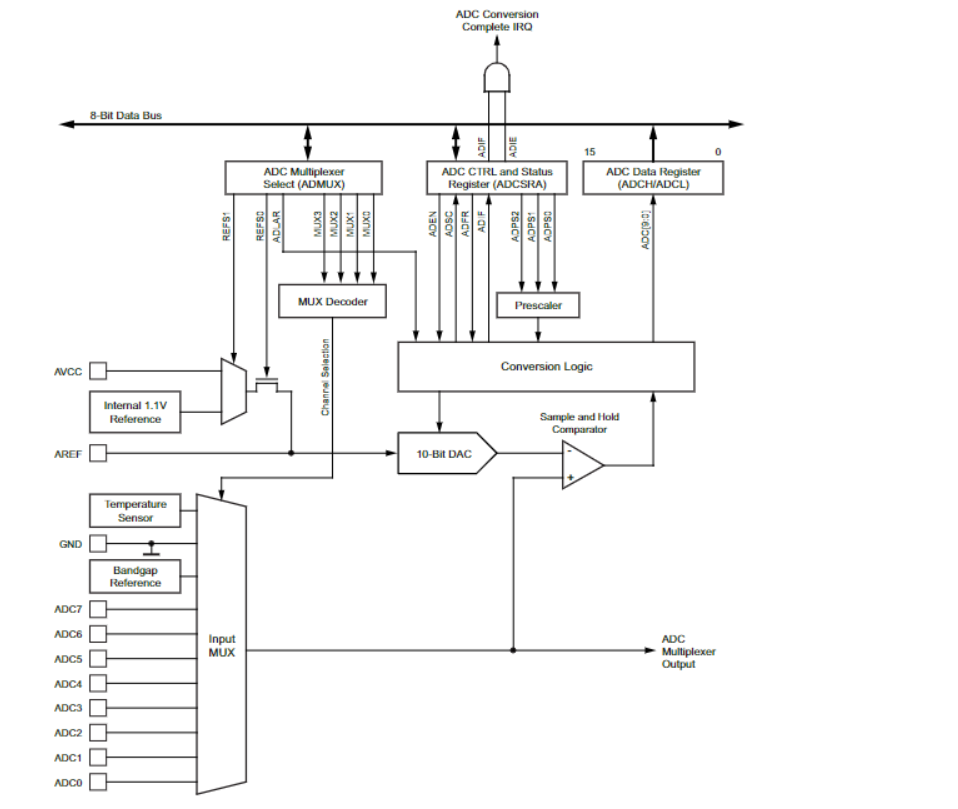 ADC Conversion
Complete IRQ
8-Bit Data Bus
ADIF
ADIE
15
0
ADC Multiplexer
Select (ADMUX)
ADC CTRL and Status
Register (ADCSRA)
ADC Data Register
(ADCH/ADCL)
REFS1
REFS0
ADLAR
MUX3
MUX2
MUX1
MUX0
ADEN
ADSC
ADFR
ADIF
ADPS2
ADPS1
ADPS0
ADC[9:0]
MUX Decoder
Prescaler
Channel Selection
Conversion Logic
AVCC
Internal 1.1V
Reference
Sample and Hold
Comparator
AREF
10-Bit DAC
-
+
Temperature
Sensor
GND
Bandgap
Reference
ADC7
ADC6
ADC5
ADC4
ADC3
ADC2
ADC1
ADC0
Input
MUX
ADC
Multiplexer
Output